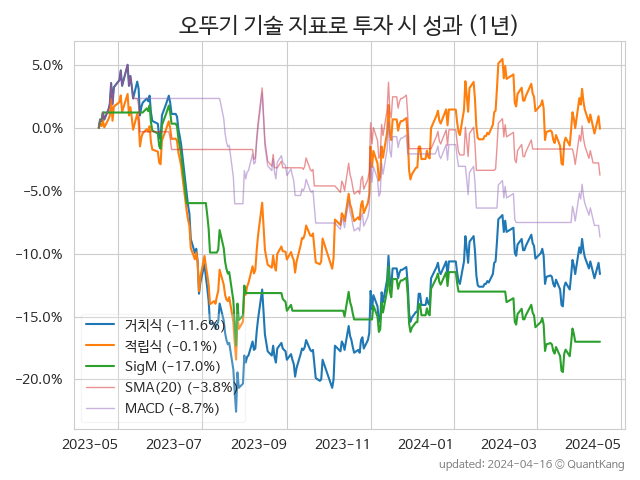 오뚜기 기술 지표로 투자 시 성과 (1년)
5.0%
0.0%
−5.0%
−10.0%
−15.0%
−20.0%
거치식 (−11.6%)
적립식 (−0.1%)
SigM (−17.0%)
SMA(20) (−3.8%)
MACD (−8.7%)
2023-05 2023-07 2023-09 2023-11 2024-01 2024-03 2024-05
updated: 2024-04-16 © QuantKang